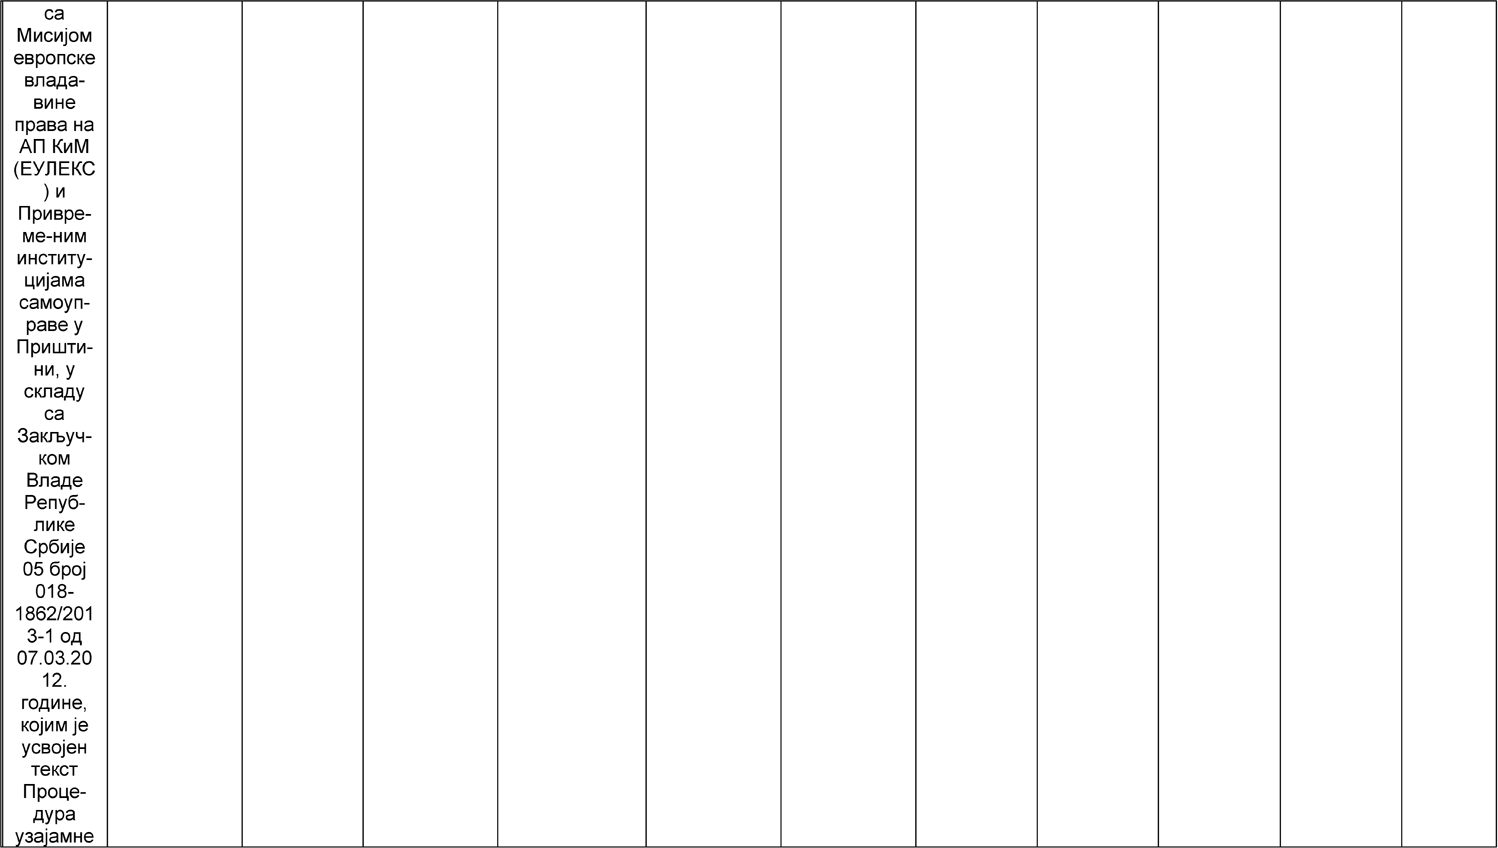 са
Мисијом
европске
влада-
вине
права на
АП КиМ
(ЕУЛЕКС
) и
Привре-
ме-ним
институ-
цијама
самоуп-
раве у
Пришти-
ни, у
складу
са
Закључ-
ком
Владе
Репуб-
лике
Србије
05 број
018-
1862/201
3-1 од
07.03.20
12.
године,
којим је
усвојен
текст
Проце-
дура
узајамне